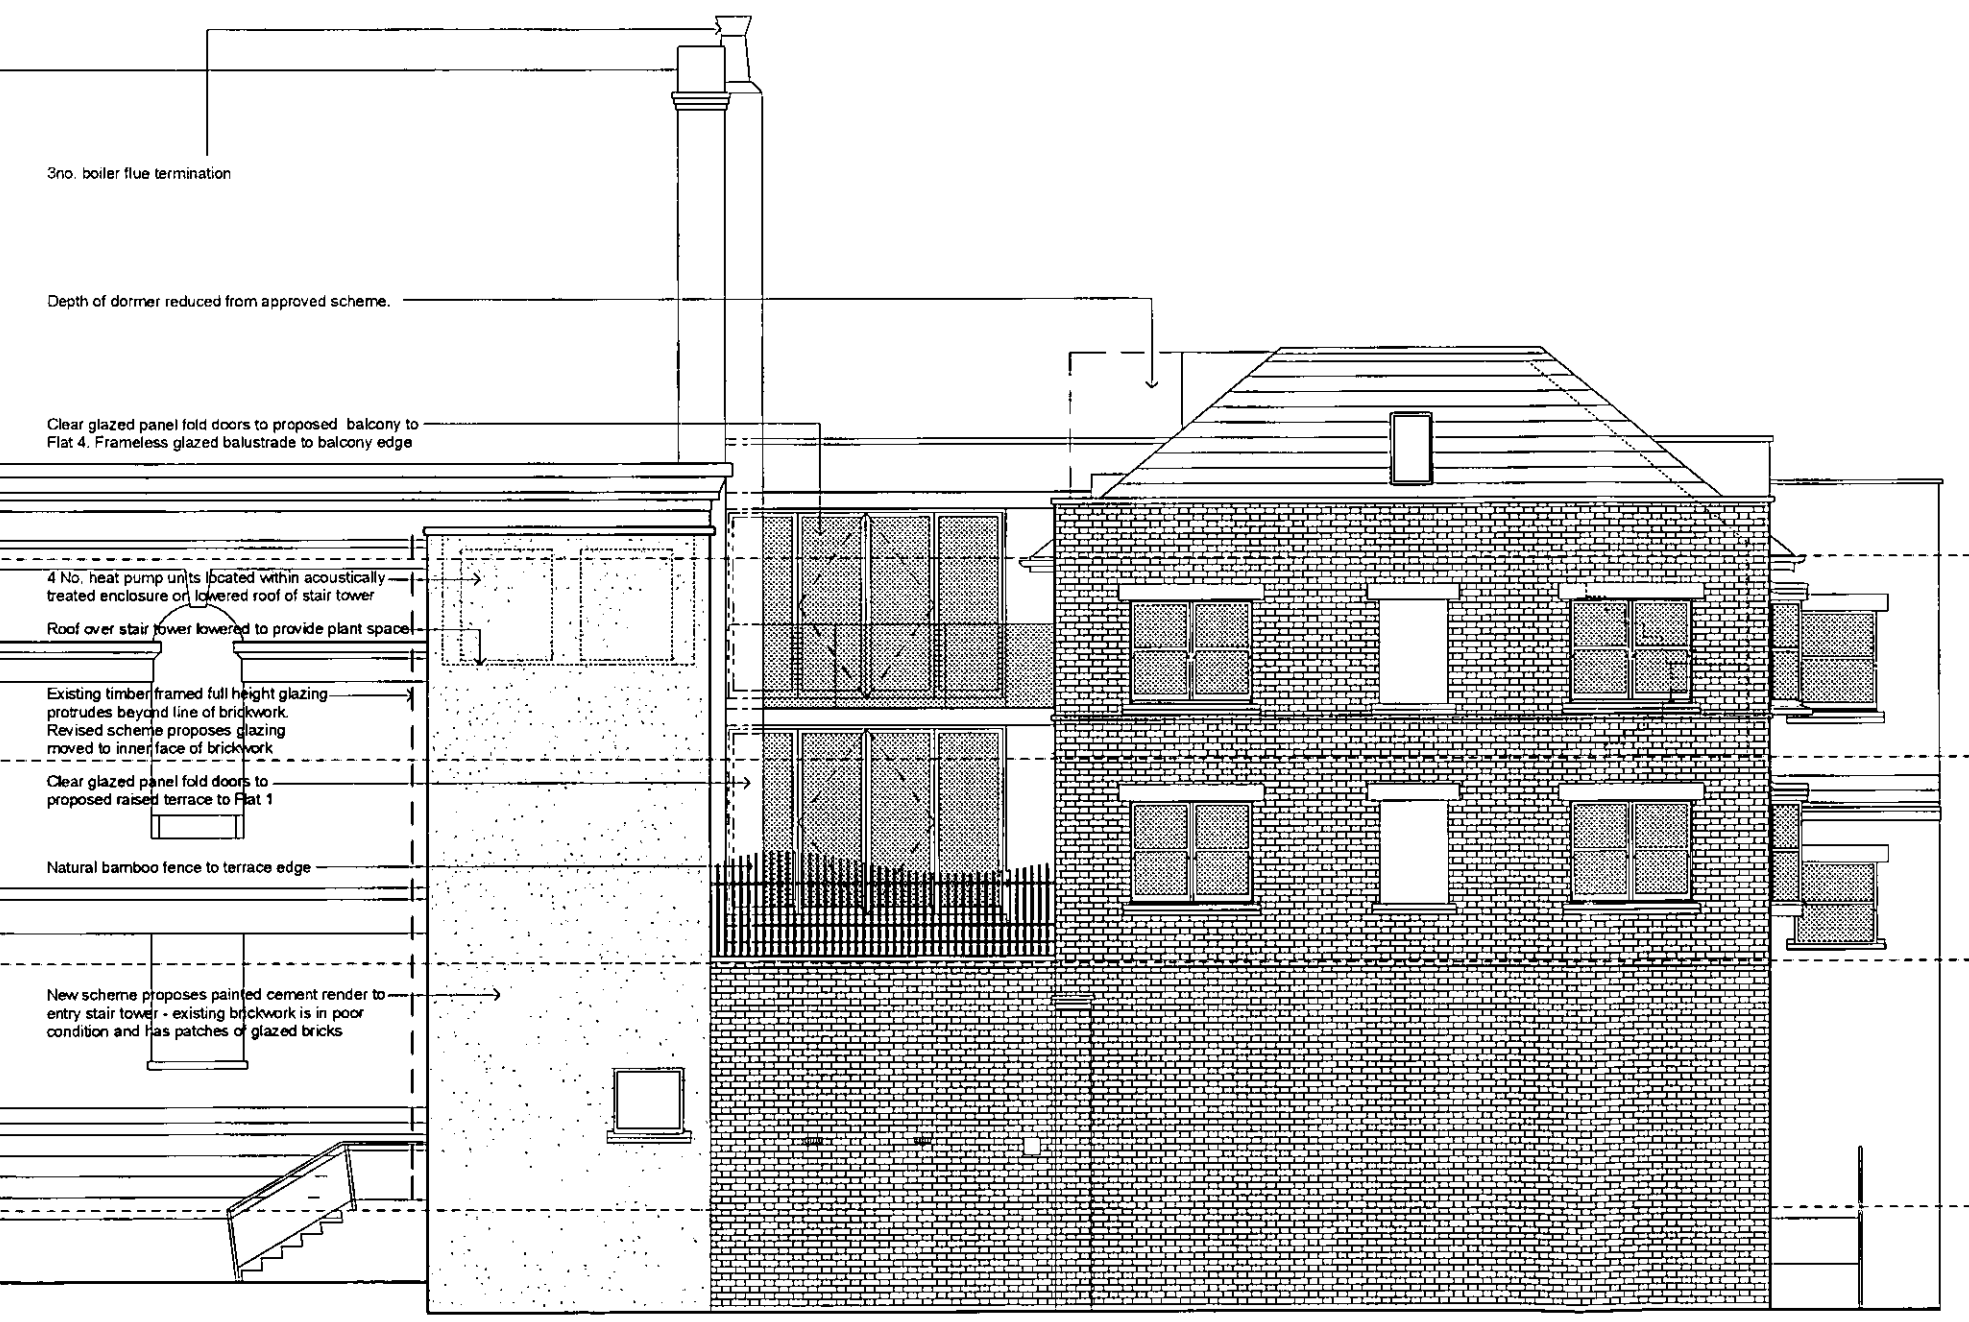 3no. boiler flue termination
Depth of dormer reduced from approved scheme.
Clear glazed panel fold doors to proposed balcony to
Flat 4. Frameless glazed balustrade to balcony edge
4 No. heat pump units located within acoustically
treated enclosure on lowered roof of stair tower
Roof over stair tower lowered to provide plant space
Existing timber framed full height glazing
protrudes beyond line of brickwork.
Revised scheme proposes glazing
moved to inner face of brickwork
Clear glazed panel fold doors to
proposed raised terrace to Flat 1
Natural bamboo fence to terrace edge
New scheme proposes painted cement render to
entry stair tower - existing brickwork is in poor
condition and has patches of glazed bricks